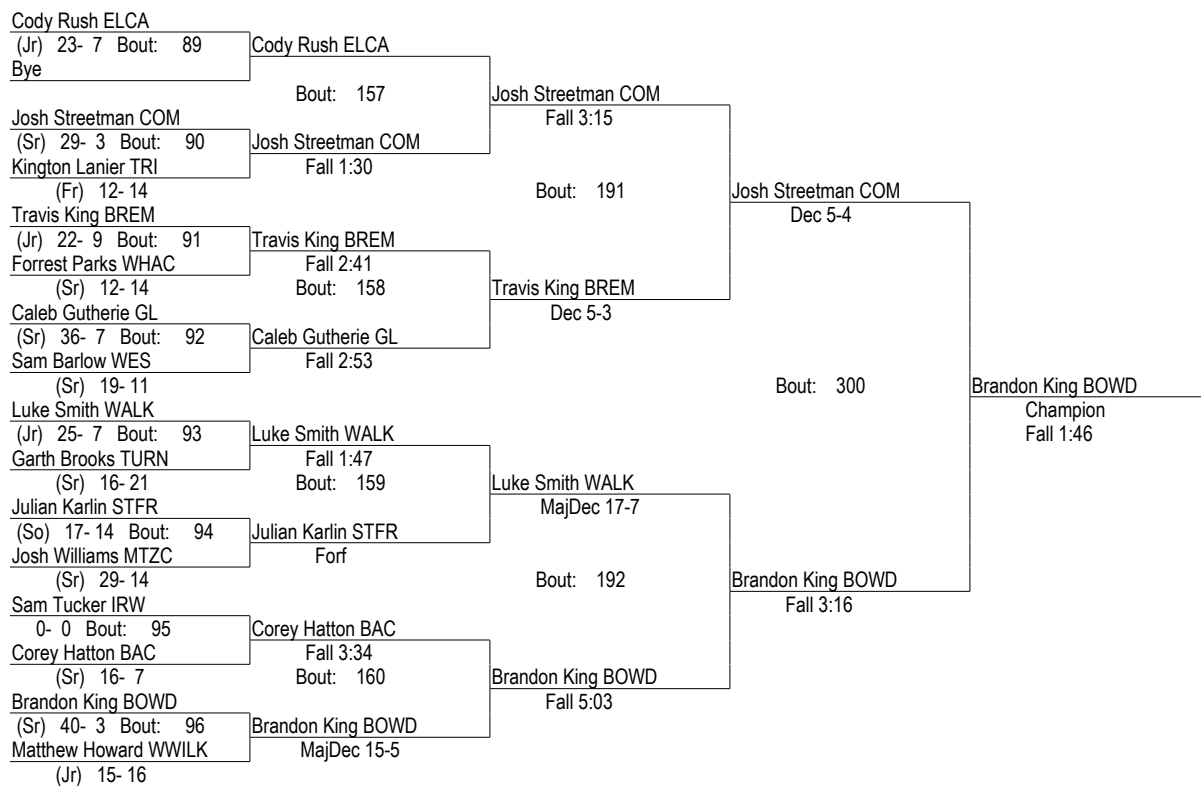 Cody Rush ELCA
(Jr) 23- 7 Bout: 89
Bye
Josh Streetman COM
(Sr) 29- 3 Bout: 90
Kington Lanier TRI
(Fr) 12- 14
Travis King BREM
(Jr) 22- 9 Bout: 91
Forrest Parks WHAC
(Sr) 12- 14
Caleb Gutherie GL
(Sr) 36- 7 Bout: 92
Sam Barlow WES
(Sr) 19- 11
Luke Smith WALK
(Jr) 25- 7 Bout: 93
Garth Brooks TURN
(Sr) 16- 21
Julian Karlin STFR
(So) 17- 14 Bout: 94
Josh Williams MTZC
(Sr) 29- 14
Sam Tucker IRW
0- 0 Bout: 95
Corey Hatton BAC
(Sr) 16- 7
Brandon King BOWD
(Sr) 40- 3 Bout: 96
Matthew Howard WWILK
(Jr) 15- 16
Cody Rush ELCA
Bout: 157
Josh Streetman COM
Fall 1:30
Travis King BREM
Fall 2:41
Bout: 158
Caleb Gutherie GL
Fall 2:53
Luke Smith WALK
Fall 1:47
Bout: 159
Julian Karlin STFR
Forf
Corey Hatton BAC
Fall 3:34
Bout: 160
Brandon King BOWD
MajDec 15-5
Josh Streetman COM
Fall 3:15
Bout: 191
Travis King BREM
Dec 5-3
Luke Smith WALK
MajDec 17-7
Bout: 192
Brandon King BOWD
Fall 5:03
Josh Streetman COM
Dec 5-4
Bout: 300
Brandon King BOWD
Fall 3:16
Brandon King BOWD
Champion
Fall 1:46